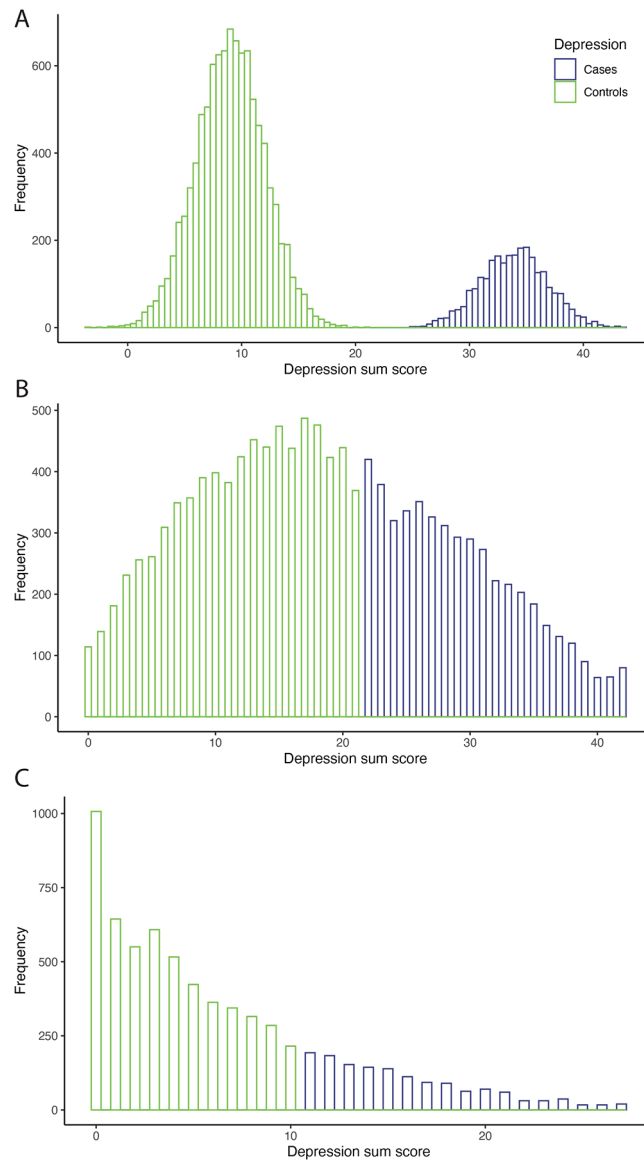 A
Depression
Cases
Controls
600
400
200
0
Frequency
0 10 20 30 40
Depression sum score
B
500
400
300
200
100
0
Frequency
0 10 20 30 40
Depression sum score
C
1000
750
500
250
0
Frequency
0 10 20
Depression sum score